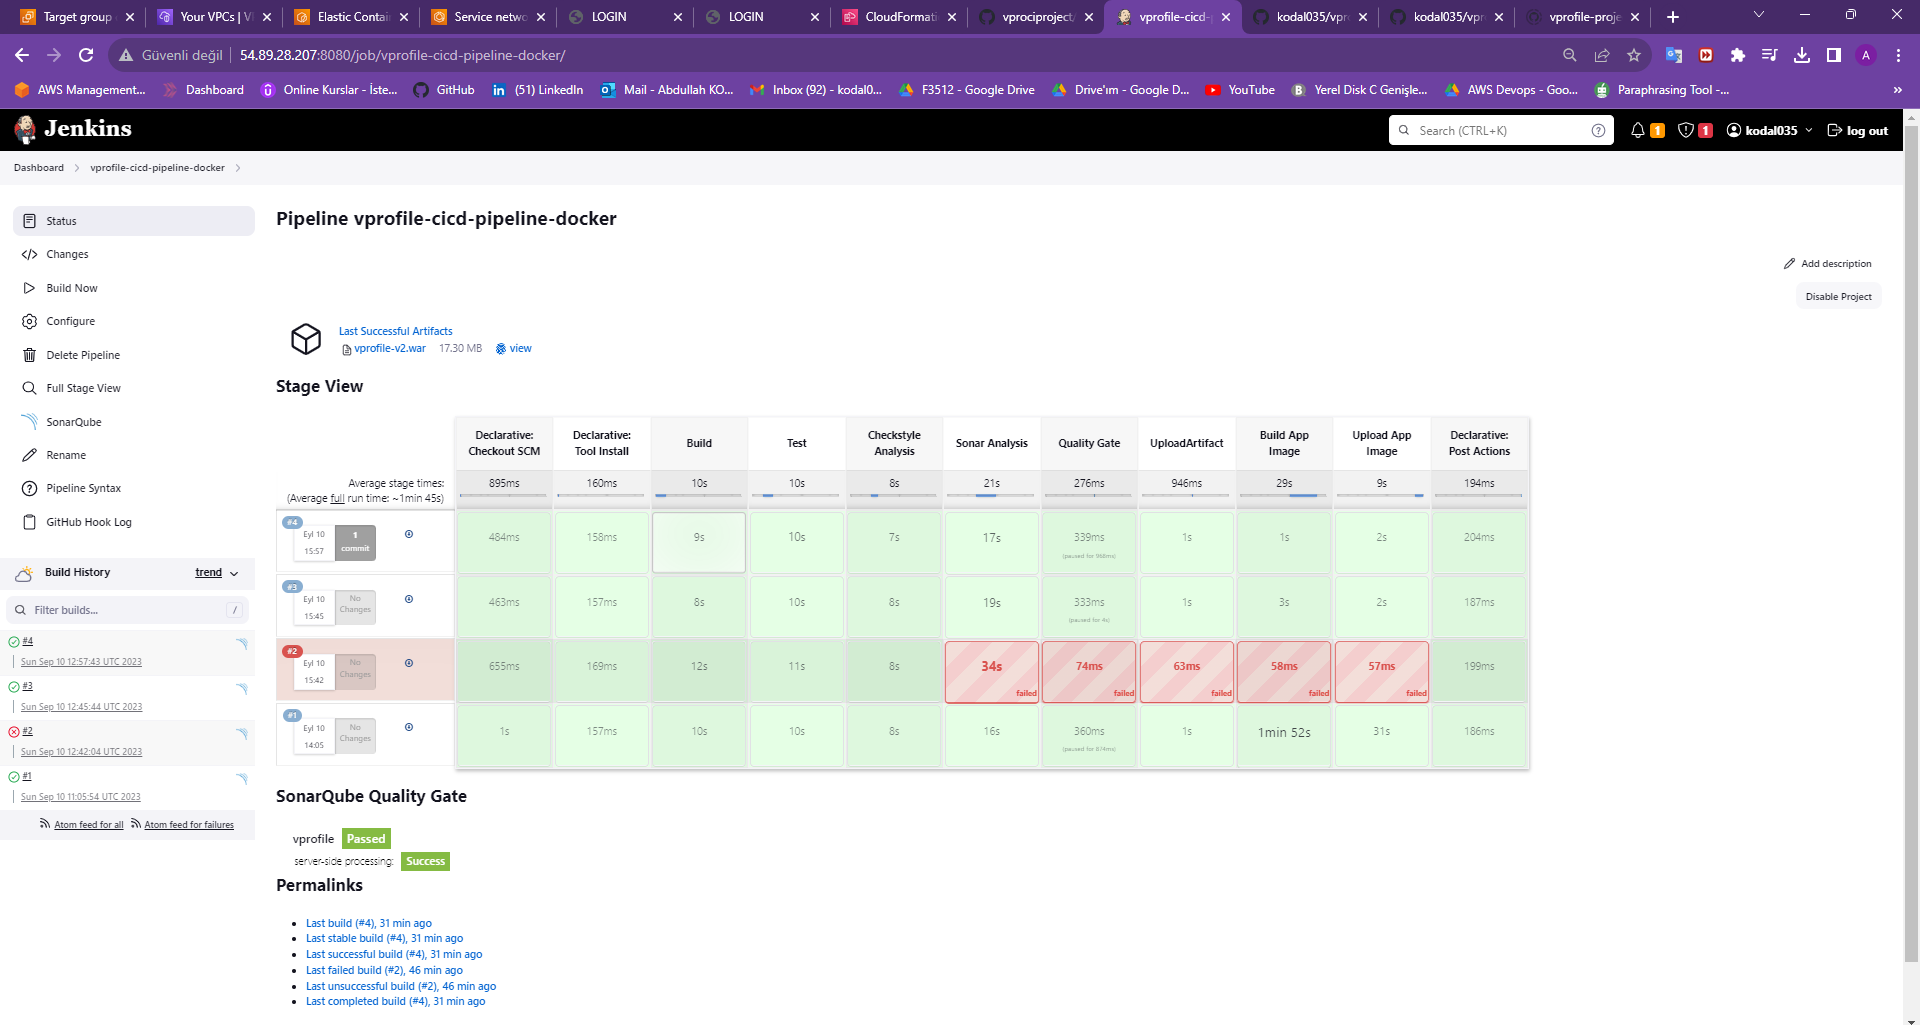 Target group
Your VPCs | V
Elastic Contai
Service netwo
LOGIN
LOGIN
CloudFormati
vprociproject/
vprofile-cicd-p
kodal035/vpro
kodal035/vpr
vprofile-proje
Güvenli değil
54.89.28.207:8080/job/vprofile-cicd-pipeline-docker/
A
AWS Management...
Dashboard
Online Kurslar - İste...
GitHub
(51) LinkedIn
Mail - Abdullah KO...
Inbox (92) - kodal0...
F3512 - Google Drive
Drive'ım - Google D...
YouTube
Yerel Disk C Genişle...
AWS Devops - Goo...
Paraphrasing Tool -...
»
Jenkins
Search (CTRL+K)
1
1
kodal035
log out
Dashboard
vprofile-cicd-pipeline-docker
Status
Changes
Build Now
Configure
Delete Pipeline
Full Stage View
SonarQube
Rename
Pipeline Syntax
GitHub Hook Log
Build History
trend
Filter builds...
/
#4
Sun Sep 10 12:57:43 UTC 2023
#3
Sun Sep 10 12:45:44 UTC 2023
#2
Sun Sep 10 12:42:04 UTC 2023
#1
Sun Sep 10 11:05:54 UTC 2023
Atom feed for all
Atom feed for failures
Pipeline vprofile-cicd-pipeline-docker
Add description
Disable Project
Last Successful Artifacts
vprofile-v2.war 17.30 MB view
Stage View
Declarative: Checkout SCM
Declarative: Tool Install
Build
Test
Checkstyle Analysis
Sonar Analysis
Quality Gate
UploadArtifact
Build App Image
Upload App Image
Declarative: Post Actions
Average stage times:
(Average full run time: ~1min 45s)
895ms
160ms
10s
10s
8s
21s
276ms
946ms
29s
9s
194ms
#4
Eyl 10
15:57
1
commit
484ms
158ms
9s
10s
7s
17s
339ms
(paused for 968ms)
1s
1s
2s
204ms
#3
Eyl 10
15:45
No
Changes
463ms
157ms
8s
10s
8s
19s
333ms
(paused for 4s)
1s
3s
2s
187ms
#2
Eyl 10
15:42
No
Changes
655ms
169ms
12s
11s
8s
34s
failed
74ms
failed
63ms
failed
58ms
failed
57ms
failed
199ms
#1
Eyl 10
14:05
No
Changes
1s
157ms
10s
10s
8s
16s
360ms
(paused for 874ms)
1s
1min 52s
31s
186ms
SonarQube Quality Gate
vprofile Passed
server-side processing: Success
Permalinks
Last build (#4), 31 min ago
Last stable build (#4), 31 min ago
Last successful build (#4), 31 min ago
Last failed build (#2), 46 min ago
Last unsuccessful build (#2), 46 min ago
Last completed build (#4), 31 min ago